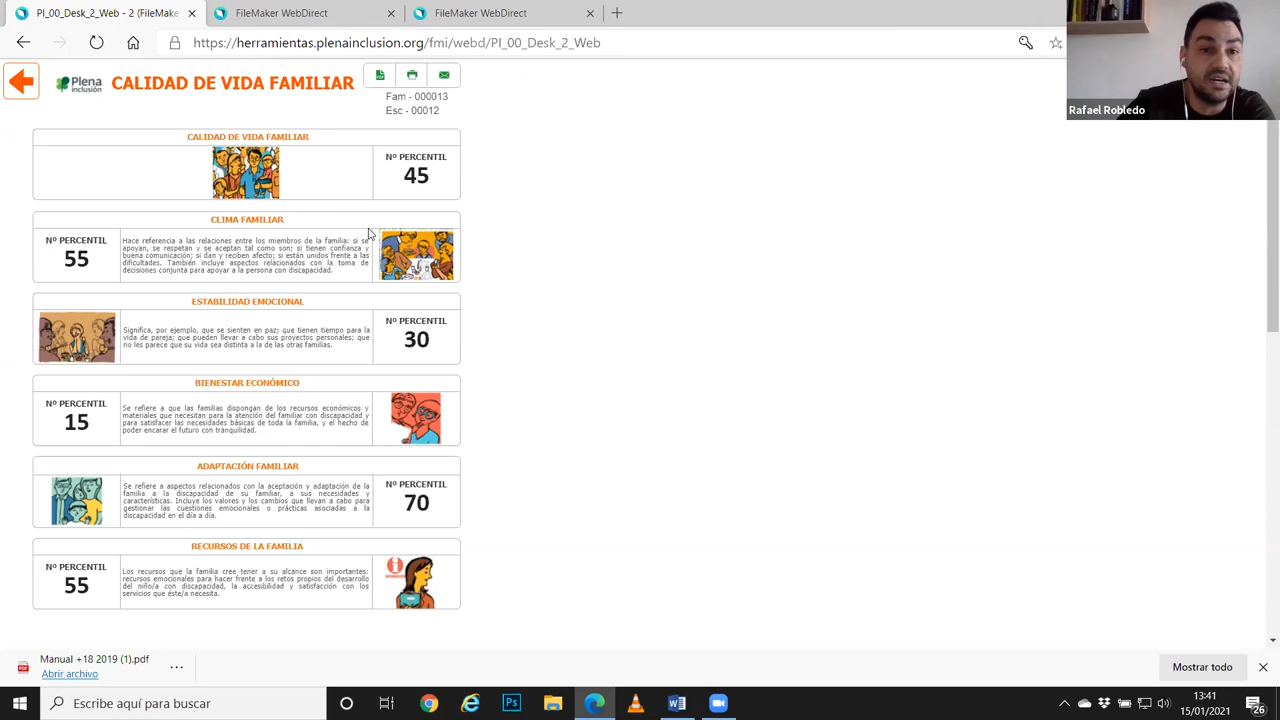 PI_00_Desk_2_Web - 2 (FileMaker W
FileMaker WebDirect
FileMaker WebDirect
https://herramientas.plenainclusion.org/fmi/webd/PI_00_Desk_2_Web
Rafael Robledo
Plena
inclusión
CALIDAD DE VIDA FAMILIAR
Fam - 000013
Esc - 00012
CALIDAD DE VIDA FAMILIAR
Nº PERCENTIL
45
CLIMA FAMILIAR
Nº PERCENTIL
55
Hace referencia a las relaciones entre los miembros de la familia: si se
apoyan, se respetan y se aceptan tal como son; si tienen confianza y
buena comunicación; si dan y reciben afecto; si están unidos frente a las
dificultades. También incluye aspectos relacionados con la toma de
decisiones conjunta para apoyar a la persona con discapacidad.
ESTABILIDAD EMOCIONAL
Significa, por ejemplo, que se sienten en paz; que tienen tiempo para la
vida de pareja; que pueden llevar a cabo sus proyectos personales; que
no les parece que su vida sea distinta a la de las otras familias.
Nº PERCENTIL
30
BIENESTAR ECONÓMICO
Nº PERCENTIL
15
Se refiere a que las familias dispongan de los recursos económicos y
materiales que necesitan para la atención del familiar con discapacidad y
para satisfacer las necesidades básicas de toda la familia, y el hecho de
poder encarar el futuro con tranquilidad.
ADAPTACIÓN FAMILIAR
Se refiere a aspectos relacionados con la aceptación y adaptación de la
familia a la discapacidad de su familiar, a sus necesidades y
características. Incluye los valores y los cambios que llevan a cabo para
gestionar las cuestiones emocionales o prácticas asociadas a la
discapacidad en el día a día.
Nº PERCENTIL
70
RECURSOS DE LA FAMILIA
Nº PERCENTIL
55
Los recursos que la familia cree tener a su alcance son importantes:
recursos emocionales para hacer frente a los retos propios del desarrollo
del niño/a con discapacidad, la accesibilidad y satisfacción con los
servicios que éste/a necesita.
Manual +18 2019 (1).pdf
Abrir archivo
Mostrar todo
Escribe aquí para buscar
13:41
15/01/2021
26